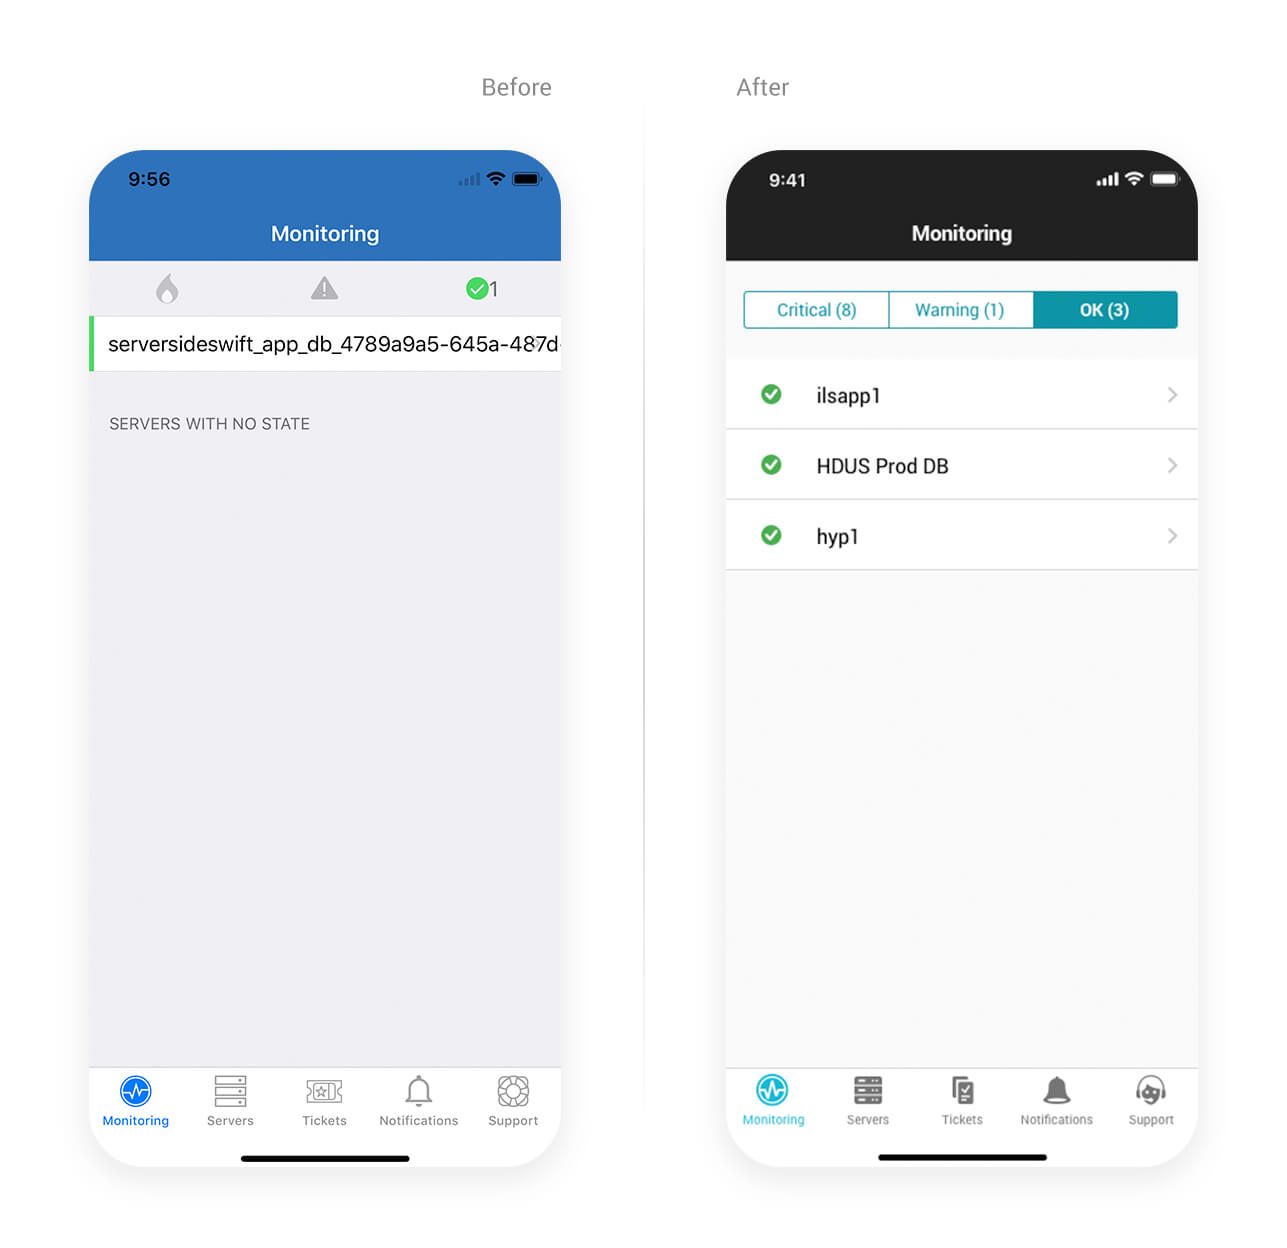 Before
After
9:56
Monitoring
1
serversideswift_app_db_4789a9a5-645a-487d-
SERVERS WITH NO STATE
Monitoring
Servers
Tickets
Notifications
Support
9:41
Monitoring
Critical (8)
Warning (1)
OK (3)
ilsapp1
HDUS Prod DB
hyp1
Monitoring
Servers
Tickets
Notifications
Support